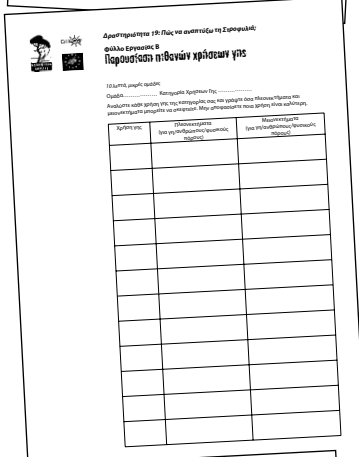 Δραστηριότητα 19: Πώς να αναπτύξω τη Στροφυλιά;
Φύλλο Εργασίας Β
Παρουσίαση πιθανών χρήσεων γης
10 λεπτά, μικρές ομάδες
Ομάδα.................... Κατηγορία Χρήσεων Γης ....................
Αναλύστε κάθε χρήση γης της κατηγορίας σας και γράψτε όσα πλεονεκτήματα και
μειονεκτήματα μπορείτε να σκεφτείτε. Μην αποφασίσετε ποια χρήση είναι καλύτερη.
Χρήση γης
Πλεονεκτήματα
(για γη/ανθρώπους/φυσικούς
πόρους)
Μειονεκτήματα
(για γη/ανθρώπους/φυσικούς
πόρους)